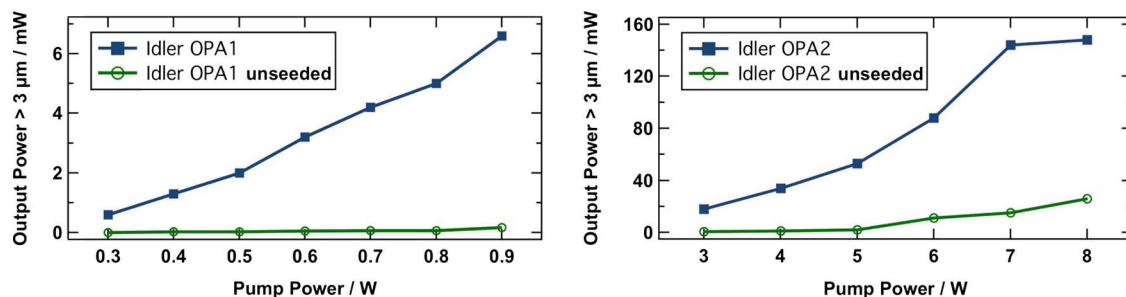 Output Power > 3 µm / mW
6
4
2
0
Idler OPA1
Idler OPA1 unseeded
0.3 0.4 0.5 0.6 0.7 0.8 0.9
Pump Power / W
Output Power > 3 µm / mW
160
120
80
40
0
Idler OPA2
Idler OPA2 unseeded
3 4 5 6 7 8
Pump Power / W